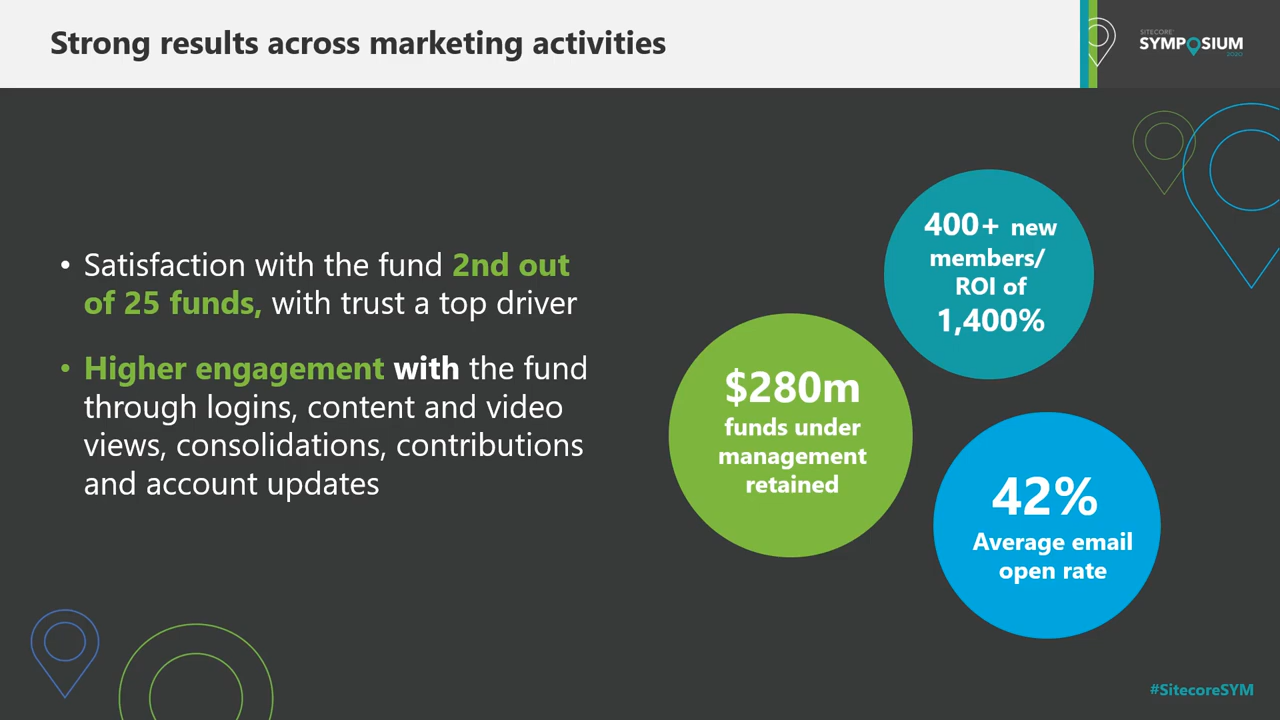 Strong results across marketing activities
SITECORE
SYMPOSIUM
2020
• Satisfaction with the fund 2nd out
of 25 funds, with trust a top driver
• Higher engagement with the fund
through logins, content and video
views, consolidations, contributions
and account updates
400+ new
members/
ROI of
1,400%
$280m
funds under
management
retained
42%
Average email
open rate
#SitecoreSYM